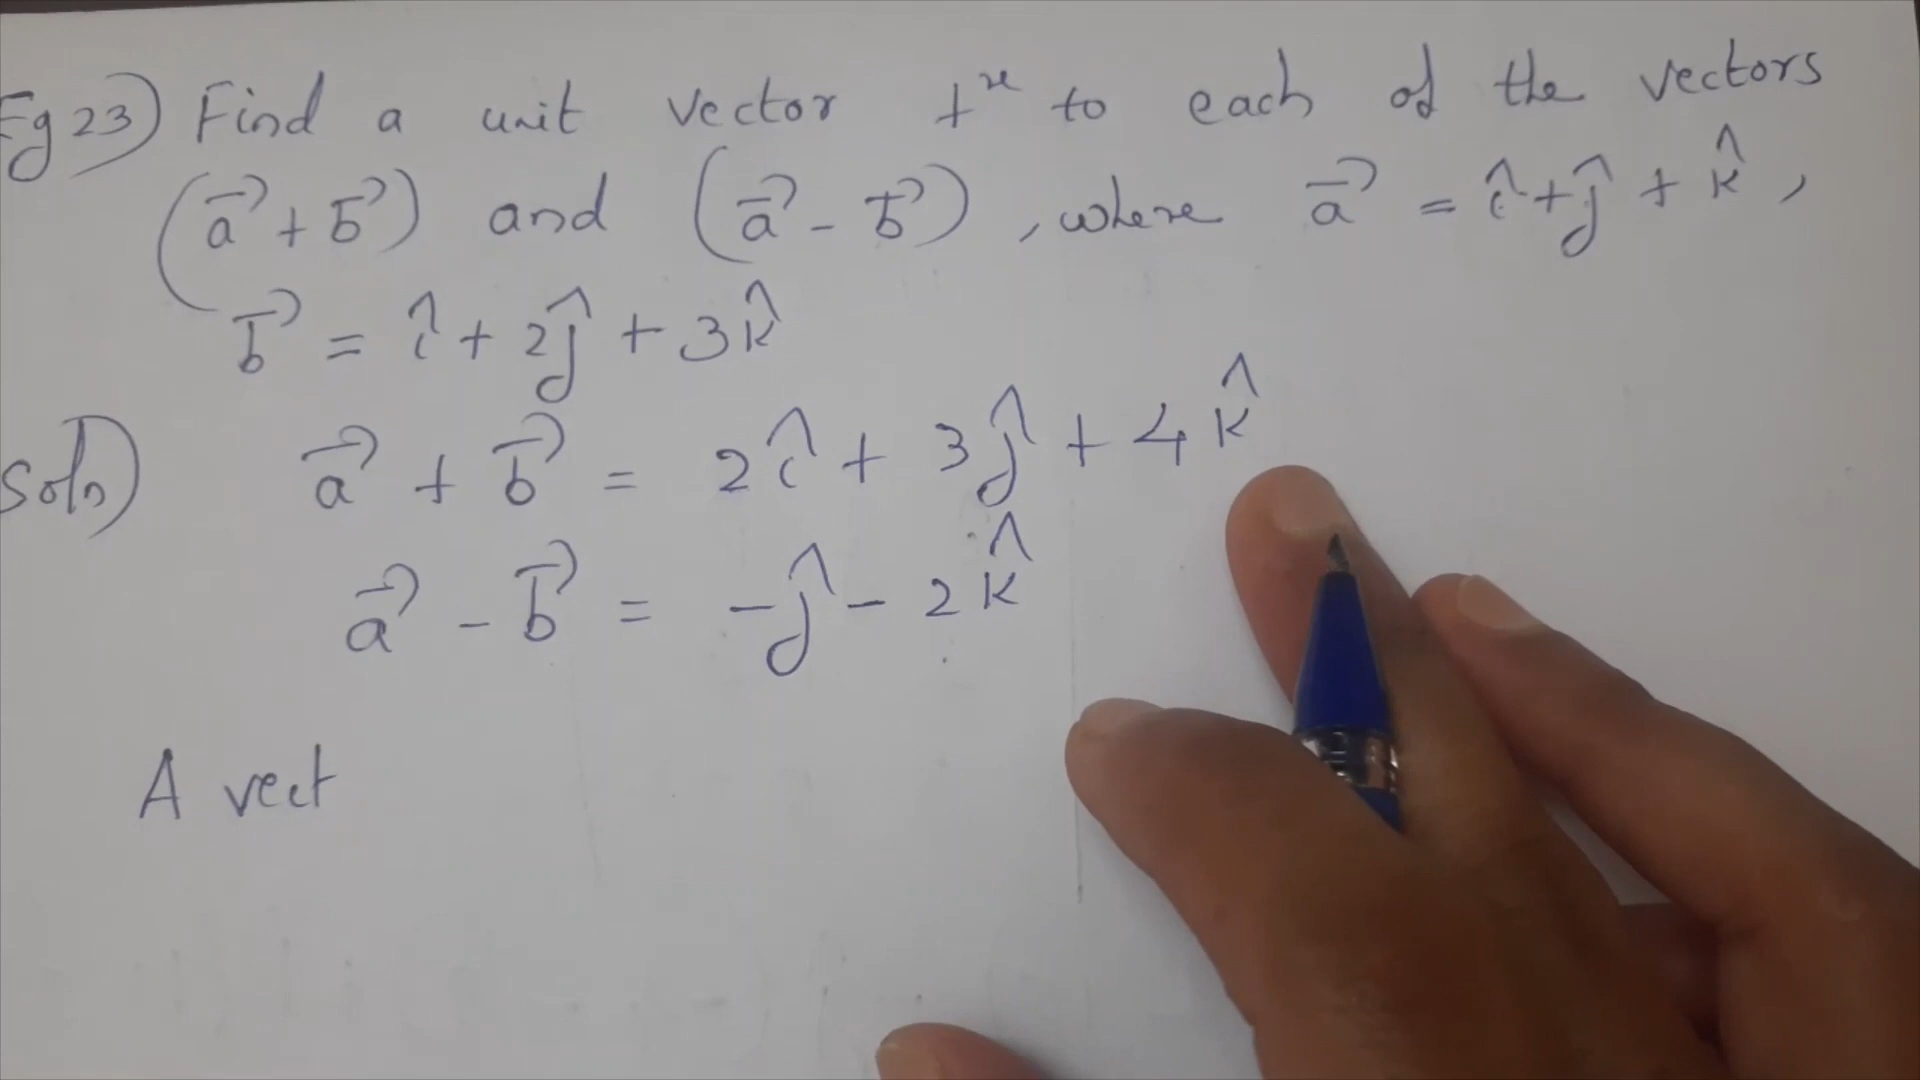 Eg 23) Find a unit vector ⊥ʳ to each of the vectors
(a⃗ + b⃗) and (a⃗ - b⃗), where a⃗ = î + ĵ + k̂,
b⃗ = î + 2ĵ + 3k̂
Soln) a⃗ + b⃗ = 2î + 3ĵ + 4k̂
a⃗ - b⃗ = -ĵ - 2k̂
A vect